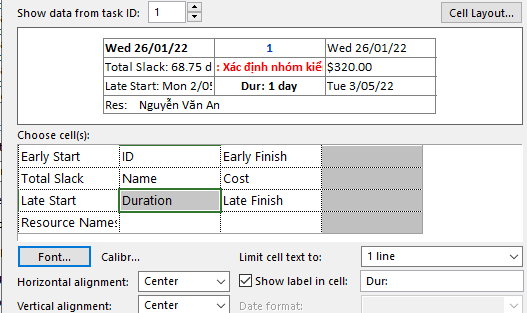 Show data from task ID: 1 Cell Layout...
Wed 26/01/22 1 Wed 26/01/22
Total Slack: 68.75 d : Xác định nhóm kiể $320.00
Late Start: Mon 2/05 Dur: 1 day Tue 3/05/22
Res: Nguyễn Văn An
Choose cell(s):
Early Start ID Early Finish
Total Slack Name Cost
Late Start Duration Late Finish
Resource Names
Font... Calibr... Limit cell text to: 1 line
Horizontal alignment: Center Show label in cell: Dur:
Vertical alignment: Center Date format: